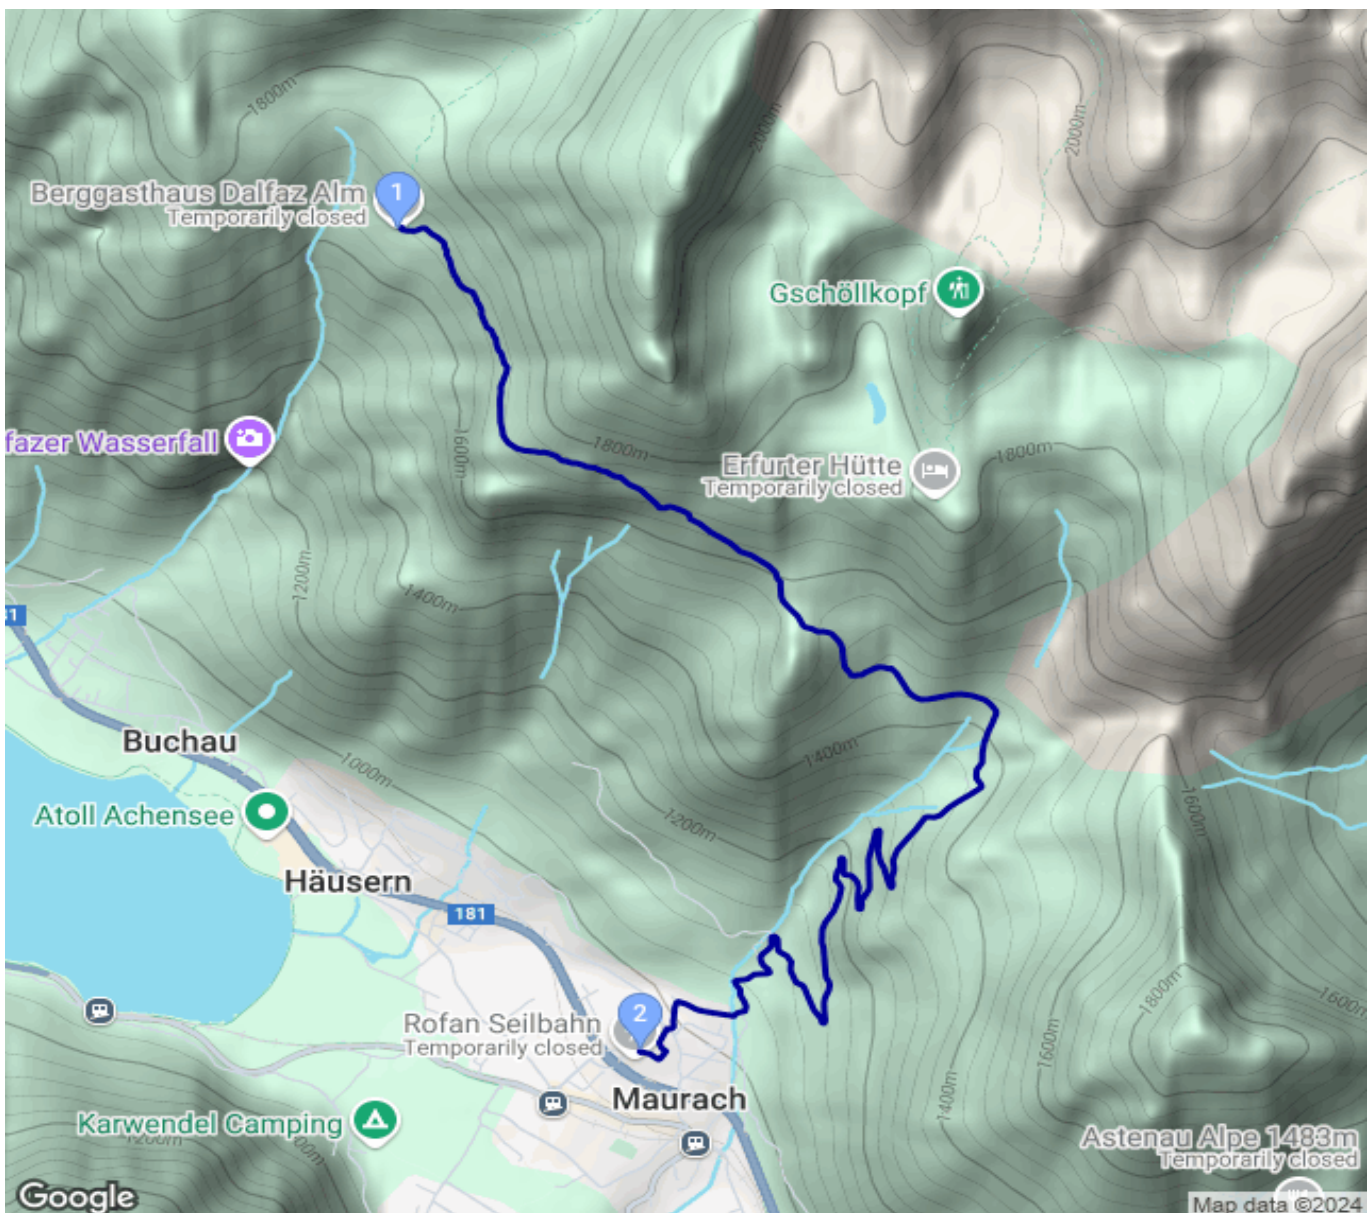 1800m
2000m
2000m
Berggasthaus Dalfaz Alm
Temporarily closed
1
Gschöllkopf
fazer Wasserfall
1600m
1800m
Erfurter Hütte
Temporarily closed
1800m
1200m
1400m
81
Buchau
1000m
1400m
1200m
1600m
Atoll Achensee
Häusern
181
1800m
1600m
Rofan Seilbahn
Temporarily closed
2
1600m
1400m
Maurach
Karwendel Camping
1200m
Astenau Alpe 1483m
Temporarily closed
Google
Map data ©2024